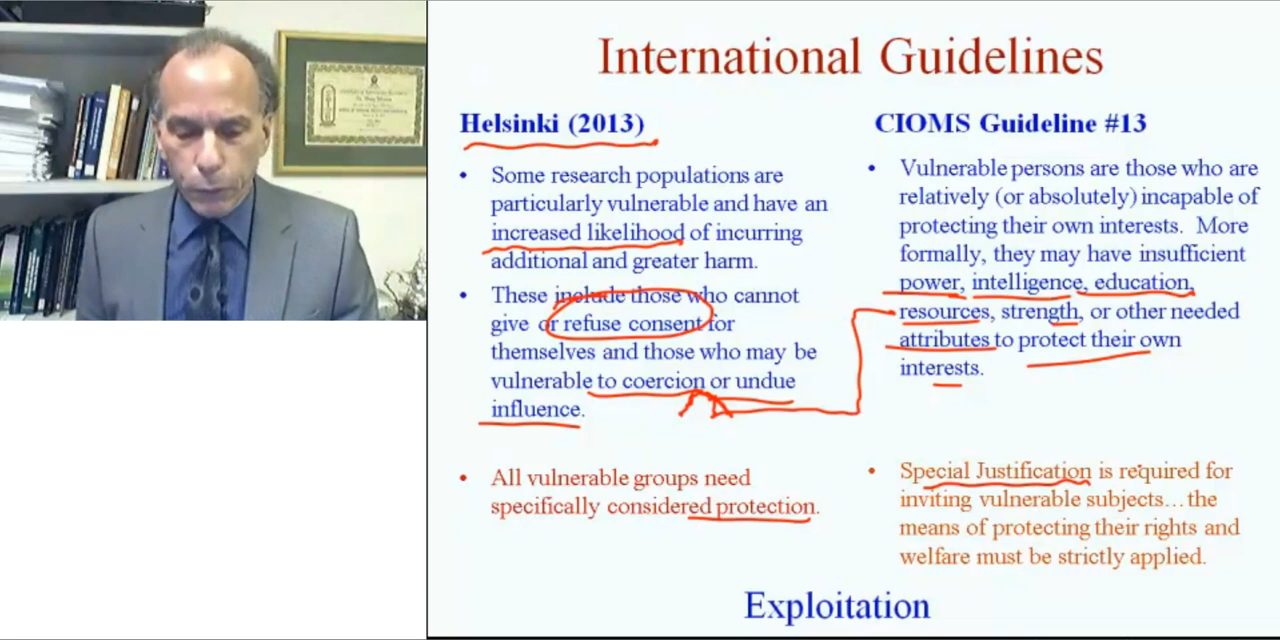 International Guidelines
Helsinki (2013)
• Some research populations are
particularly vulnerable and have an
increased likelihood of incurring
additional and greater harm.
• These include those who cannot
give or refuse consent for
themselves and those who may be
vulnerable to coercion or undue
influence.
• All vulnerable groups need
specifically considered protection.
CIOMS Guideline #13
• Vulnerable persons are those who are
relatively (or absolutely) incapable of
protecting their own interests. More
formally, they may have insufficient
power, intelligence, education,
resources, strength, or other needed
attributes to protect their own
interests.
• Special Justification is required for
inviting vulnerable subjects…the
means of protecting their rights and
welfare must be strictly applied.
Exploitation